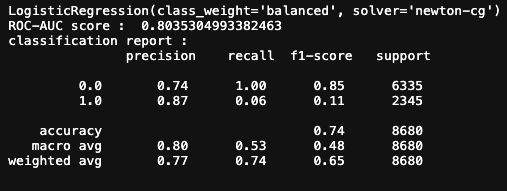 LogisticRegression(class_weight='balanced', solver='newton-cg')
ROC-AUC score :  0.8035304993382463
classification report :
              precision    recall  f1-score   support

         0.0       0.74      1.00      0.85      6335
         1.0       0.87      0.06      0.11      2345

    accuracy                           0.74      8680
   macro avg       0.80      0.53      0.48      8680
weighted avg       0.77      0.74      0.65      8680